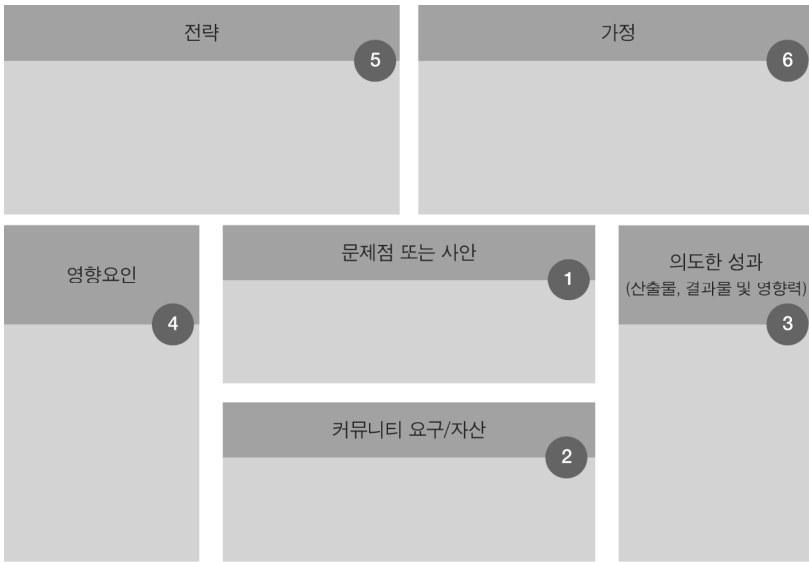 전략
5
가정
6
영향요인
4
문제점 또는 사안
1
커뮤니티 요구/자산
2
의도한 성과
(산출물, 결과물 및 영향력)
3